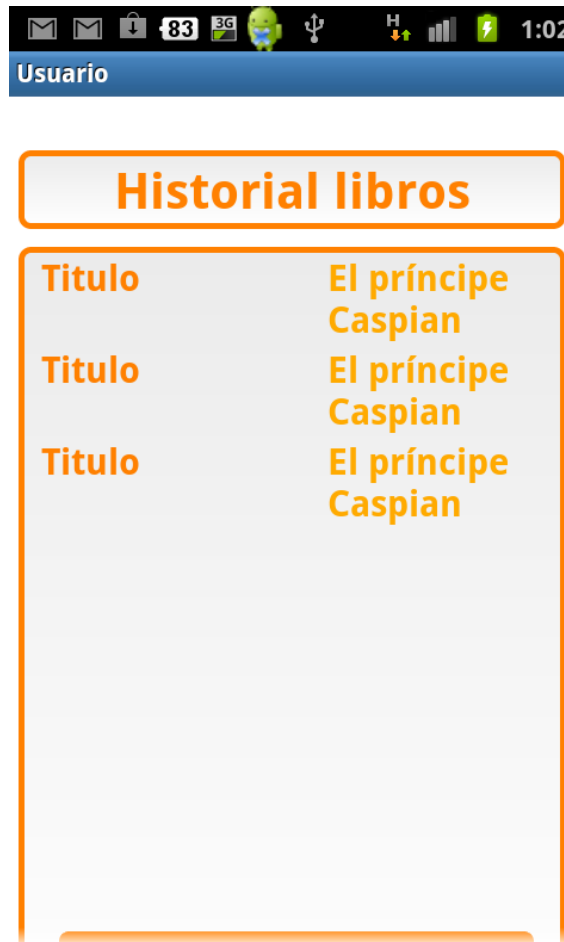 83 3G H 1:02
Usuario
Historial libros
Titulo El príncipe
Caspian
Titulo El príncipe
Caspian
Titulo El príncipe
Caspian